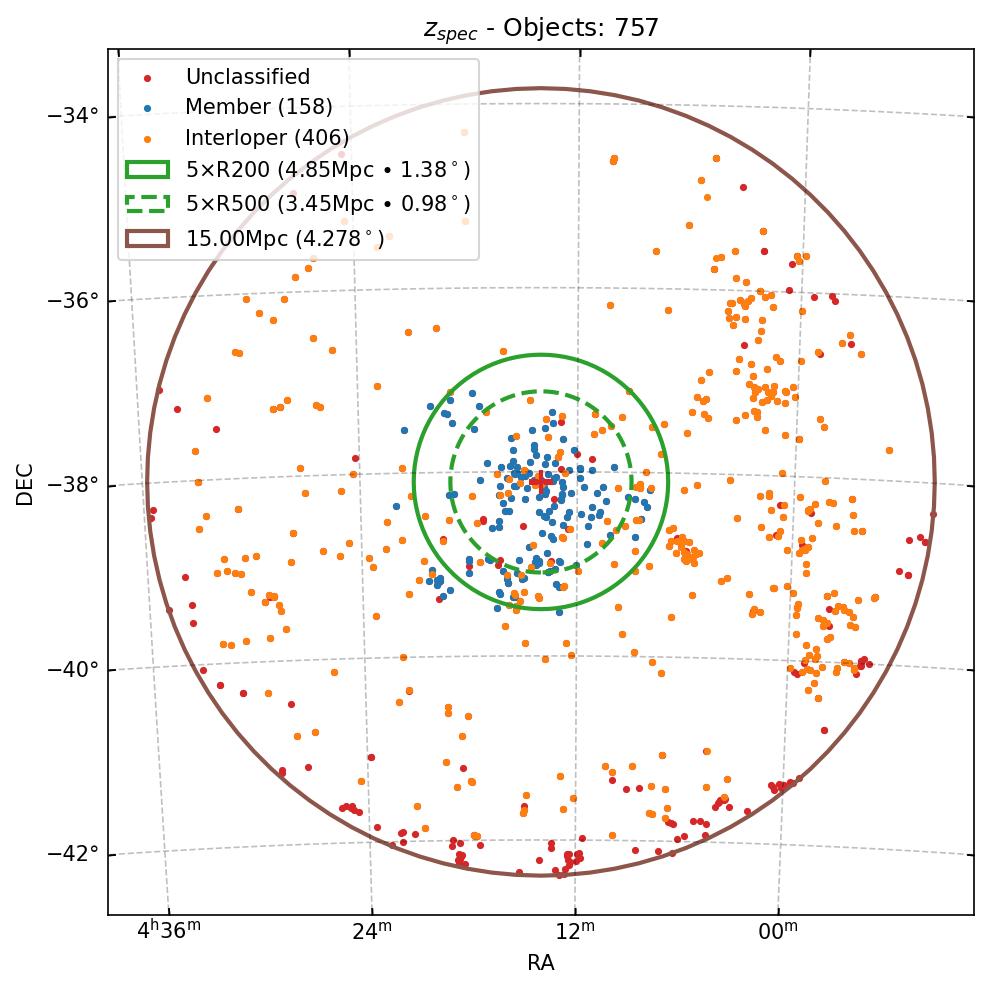 z_spec - Objects: 757
Unclassified
Member (158)
Interloper (406)
5×R200 (4.85Mpc • 1.38°)
5×R500 (3.45Mpc • 0.98°)
15.00Mpc (4.278°)
−34°
−36°
−38°
−40°
−42°
DEC
4h36m 24m 12m 00m
RA